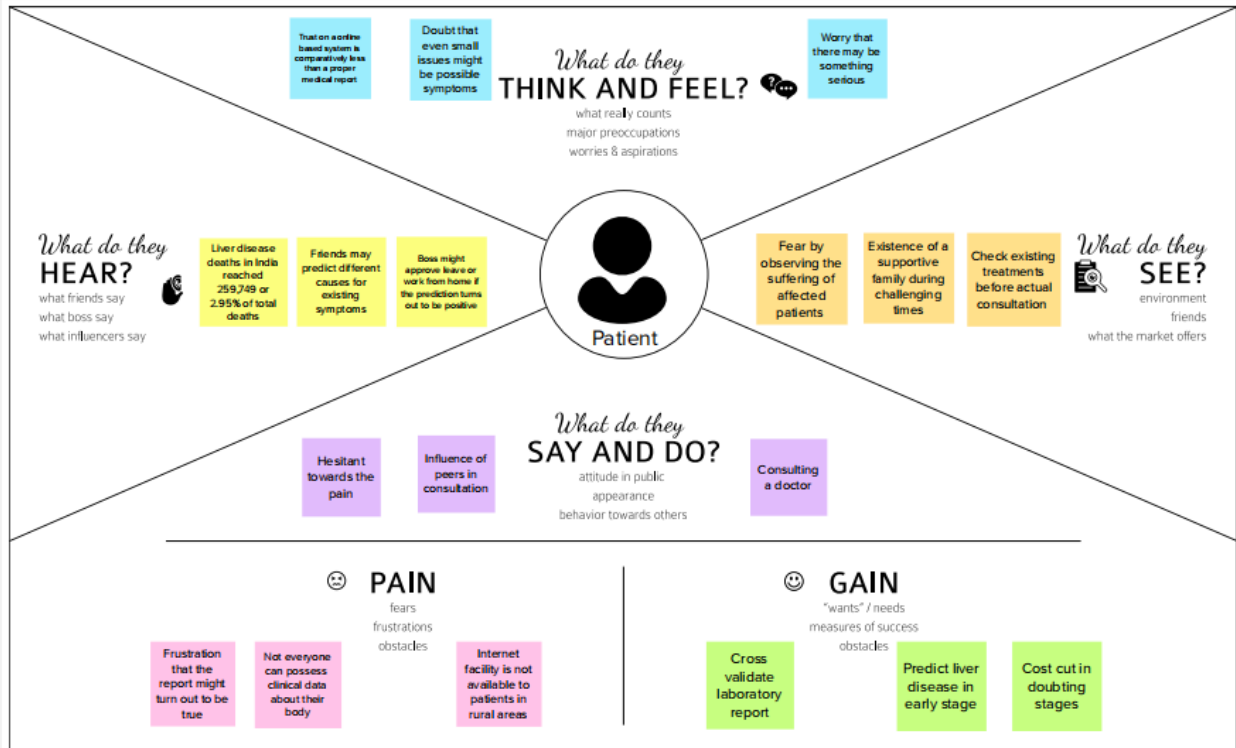 Trust on a online
based system is
comparatively less
than a proper
medical report
Doubt that
even small
issues might
be possible
symptoms
What do they
THINK AND FEEL?
what really counts
major preoccupations
worries & aspirations
Worry that
there may be
something
serious
What do they
HEAR?
what friends say
what boss say
what influencers say
Liver disease
deaths in India
reached
259,749 or
2.95% of total
deaths
Friends may
predict different
causes for
existing
symptoms
Boss might
approve leave or
work from home if
the prediction turns
out to be positive
Patient
Fear by
observing the
suffering of
affected
patients
Existence of a
supportive
family during
challenging
times
Check existing
treatments
before actual
consultation
What do they
SEE?
environment
friends
what the market offers
Hesitant
towards the
pain
Influence of
peers in
consultation
What do they
SAY AND DO?
attitude in public
appearance
behavior towards others
Consulting
a doctor
PAIN
fears
frustrations
obstacles
Frustration
that the
report might
turn out to be
true
Not everyone
can possess
clinical data
about their
body
Internet
facility is not
available to
patients in
rural areas
GAIN
"wants" / needs
measures of success
obstacles
Cross
validate
laboratory
report
Predict liver
disease in
early stage
Cost cut in
doubting
stages